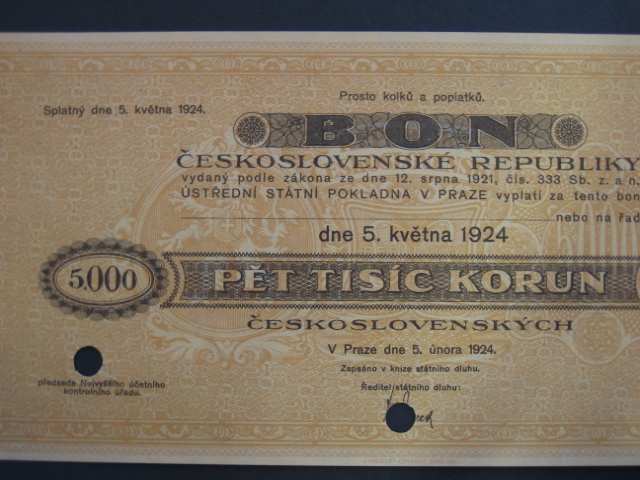 Splatný dne 5. května 1924.
Prosto kolků a poplatků.
BON
ČESKOSLOVENSKÉ REPUBLIKY
vydaný podle zákona ze dne 12. srpna 1921, čís. 333 Sb. z. a n.
ÚSTŘEDNÍ STÁTNÍ POKLADNA V PRAZE vyplatí za tento bon
nebo na řad
dne 5. května 1924
5.000
PĚT TISÍC KORUN
ČESKOSLOVENSKÝCH
V Praze dne 5. února 1924.
Zapsáno v knize státního dluhu.
předseda Nejvyššího účetního
kontrolního úřadu.
Ředitel státního dluhu: